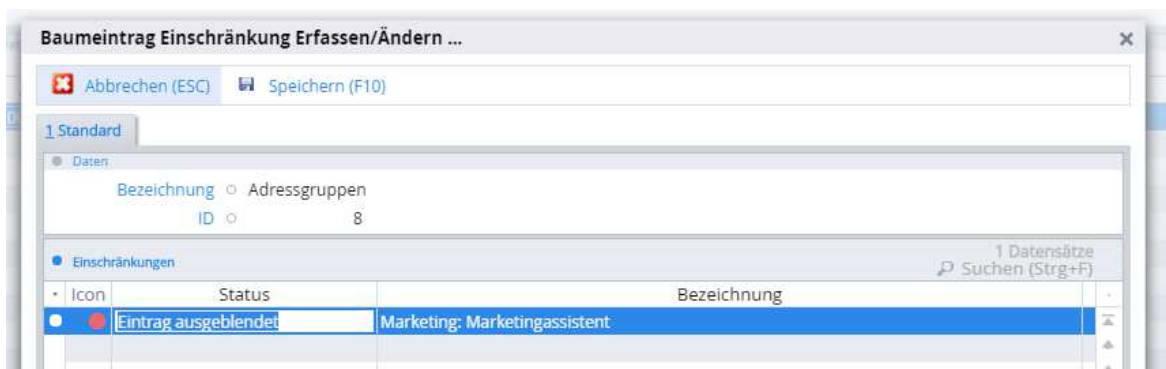 Baumeintrag Einschränkung Erfassen/Ändern ...
Abbrechen (ESC) Speichern (F10)
1 Standard
Daten
Bezeichnung Adressgruppen
ID 8
Einschränkungen
1 Datensätze
Suchen (Strg+F)
Icon Status Bezeichnung
Eintrag ausgeblendet Marketing: Marketingassistent